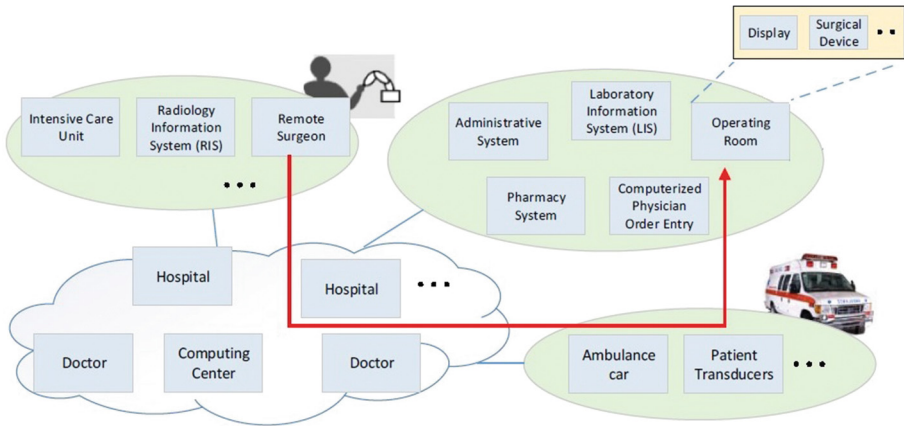 Display
Surgical
Device
Intensive Care
Unit
Radiology
Information
System (RIS)
Remote
Surgeon
Administrative
System
Laboratory
Information
System (LIS)
Operating
Room
Pharmacy
System
Computerized
Physician
Order Entry
Hospital
Hospital
Doctor
Computing
Center
Doctor
Ambulance
car
Patient
Transducers